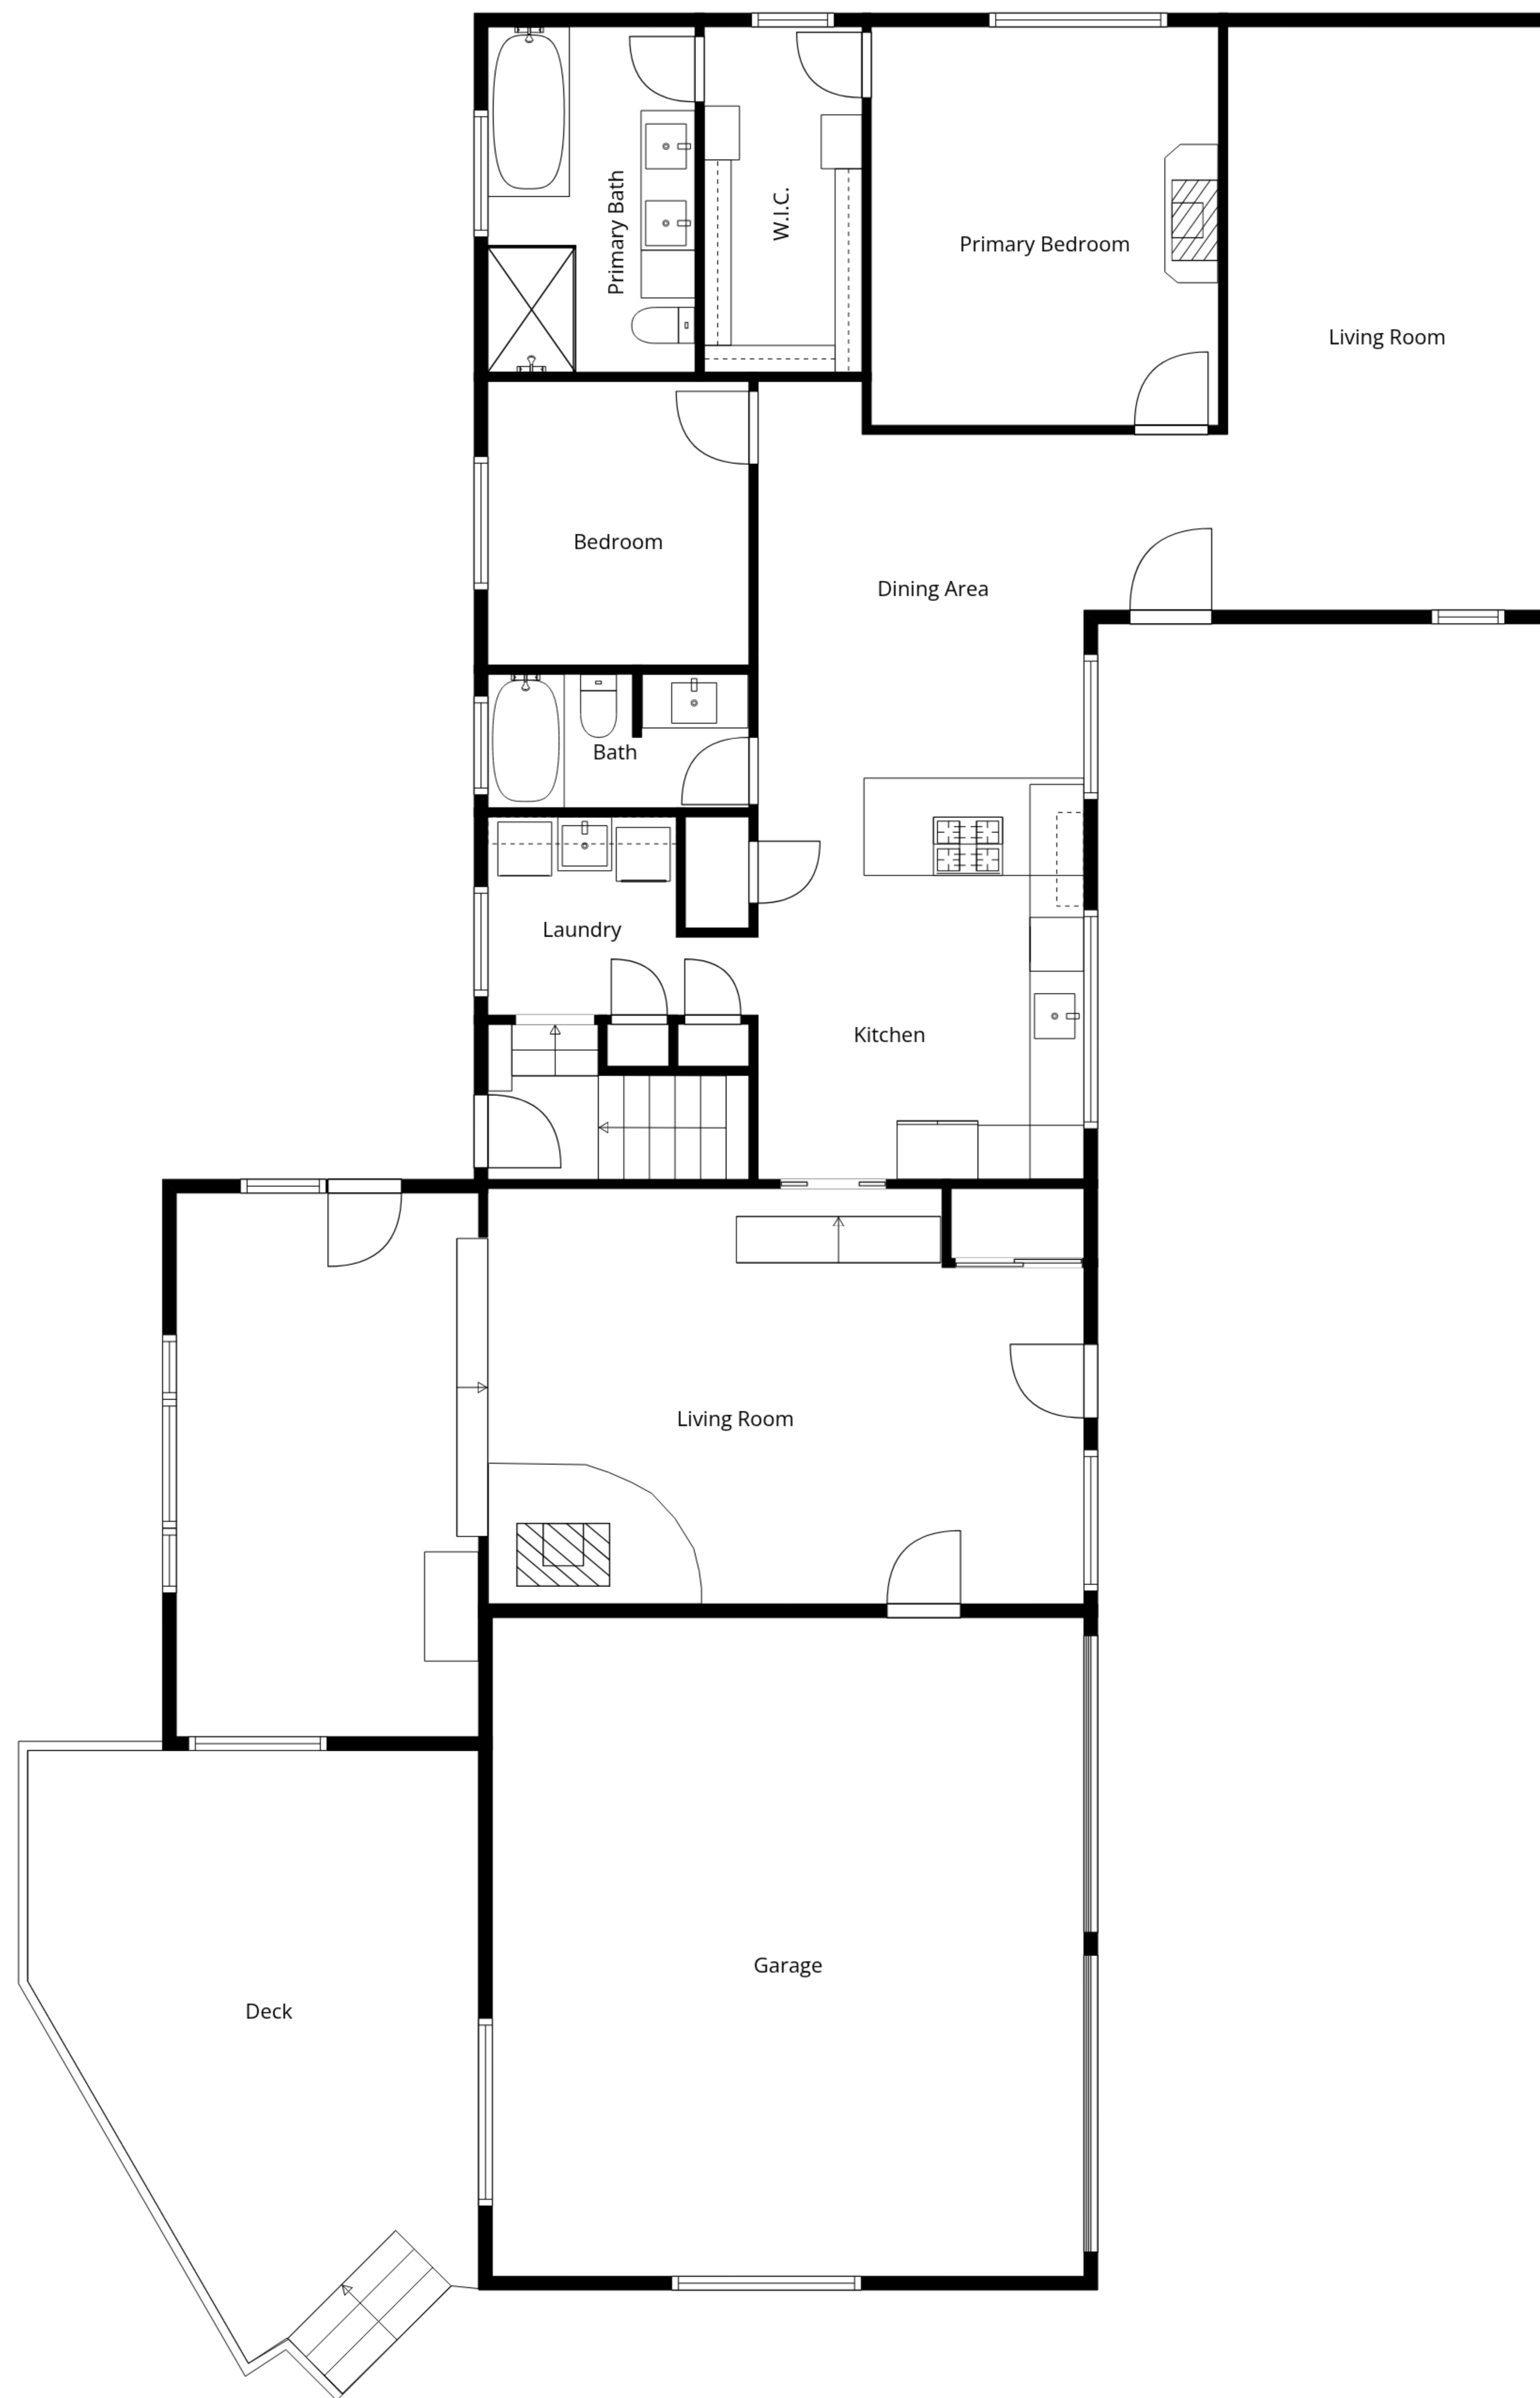 Primary Bath
W.I.C.
Primary Bedroom
Living Room
Bedroom
Dining Area
Bath
Laundry
Kitchen
Living Room
Garage
Deck